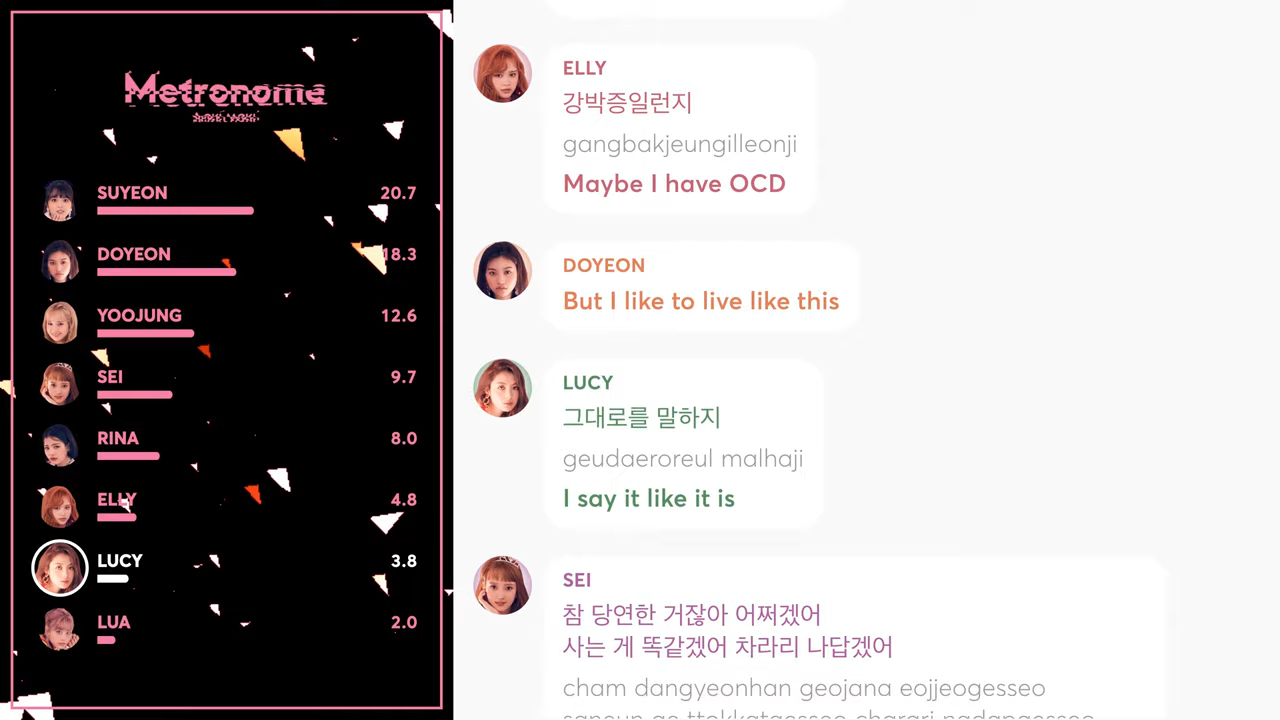 Metronome
SUYEON
20.7
DOYEON
18.3
YOOJUNG
12.6
SEI
9.7
RINA
8.0
ELLY
4.8
LUCY
3.8
LUA
2.0
ELLY
강박증일런지
gangbakjeungilleonji
Maybe I have OCD
DOYEON
But I like to live like this
LUCY
그대로를 말하지
geudaeroreul malhaji
I say it like it is
SEI
참 당연한 거잖아 어쩌겠어
사는 게 똑같겠어 차라리 나답겠어
cham dangyeonhan geojana eojjeogesseo